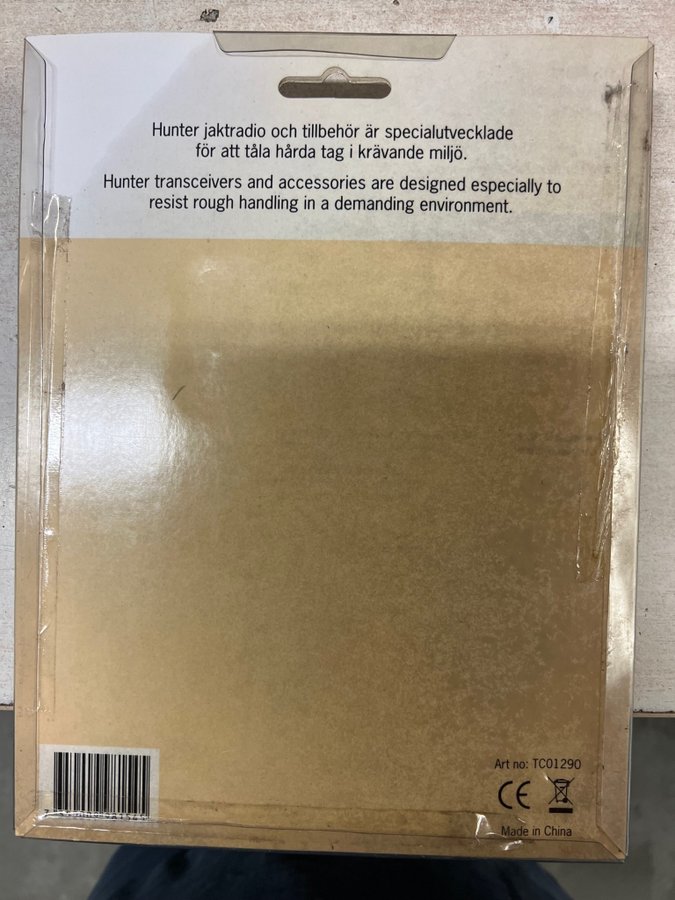 Hunter jaktradio och tillbehör är specialutvecklade
för att tåla hårda tag i krävande miljö.
Hunter transceivers and accessories are designed especially to
resist rough handling in a demanding environment.
Art no: TC01290
CE
Made in China